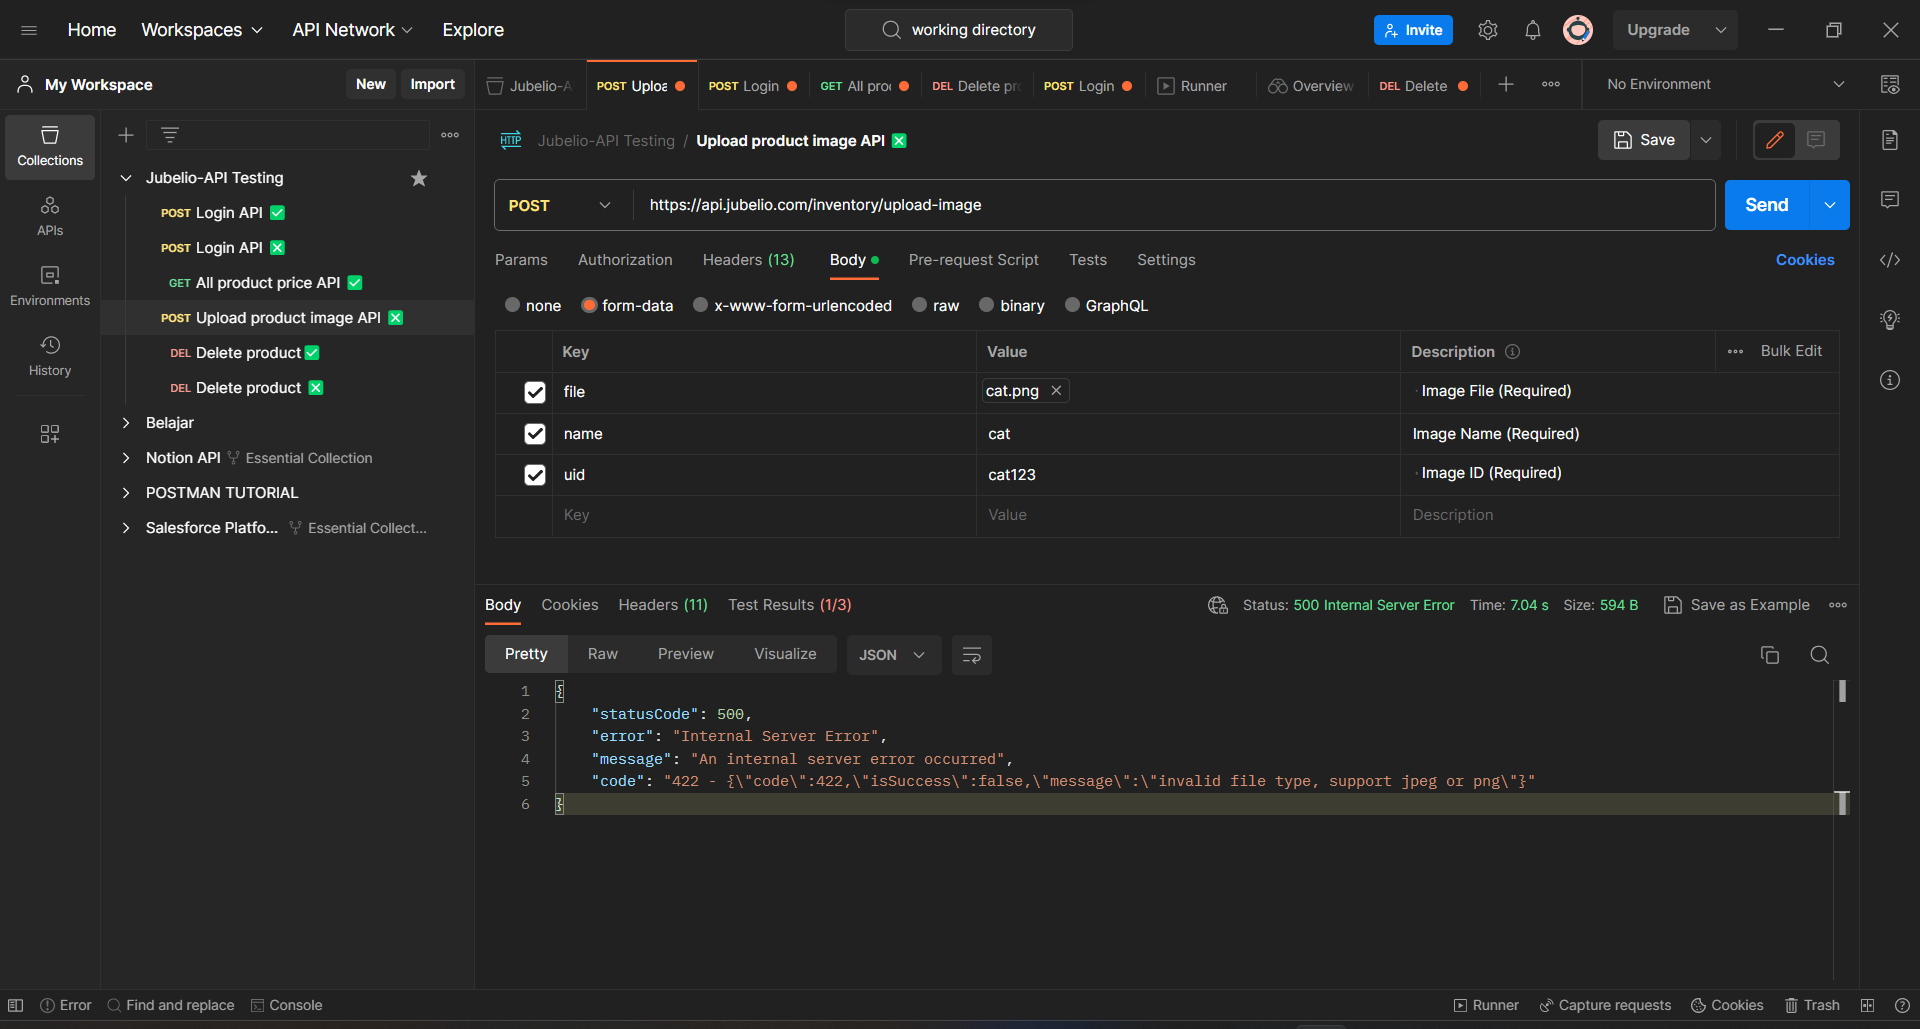 Home Workspaces API Network Explore working directory Invite Upgrade
My Workspace New Import Jubelio-A POST Uploa POST Login GET All proc DEL Delete pr POST Login Runner Overview DEL Delete No Environment
Collections
APIs
Environments
History
Jubelio-API Testing
POST Login API ✅
POST Login API ❎
GET All product price API ✅
POST Upload product image API ❎
DEL Delete product✅
DEL Delete product ❎
Belajar
Notion API Essential Collection
POSTMAN TUTORIAL
Salesforce Platfo... Essential Collect...
HTTP Jubelio-API Testing / Upload product image API ❎ Save
POST https://api.jubelio.com/inventory/upload-image Send
Params Authorization Headers (13) Body Pre-request Script Tests Settings Cookies
none form-data x-www-form-urlencoded raw binary GraphQL
Key Value Description Bulk Edit
file cat.png Image File (Required)
name cat Image Name (Required)
uid cat123 Image ID (Required)
Key Value Description
Body Cookies Headers (11) Test Results (1/3) Status: 500 Internal Server Error Time: 7.04 s Size: 594 B Save as Example
Pretty Raw Preview Visualize JSON
1 {
2 "statusCode": 500,
3 "error": "Internal Server Error",
4 "message": "An internal server error occurred",
5 "code": "422 - {\"code\":422,\"isSuccess\":false,\"message\":\"invalid file type, support jpeg or png\"}"
6 }
Error Find and replace Console Runner Capture requests Cookies Trash